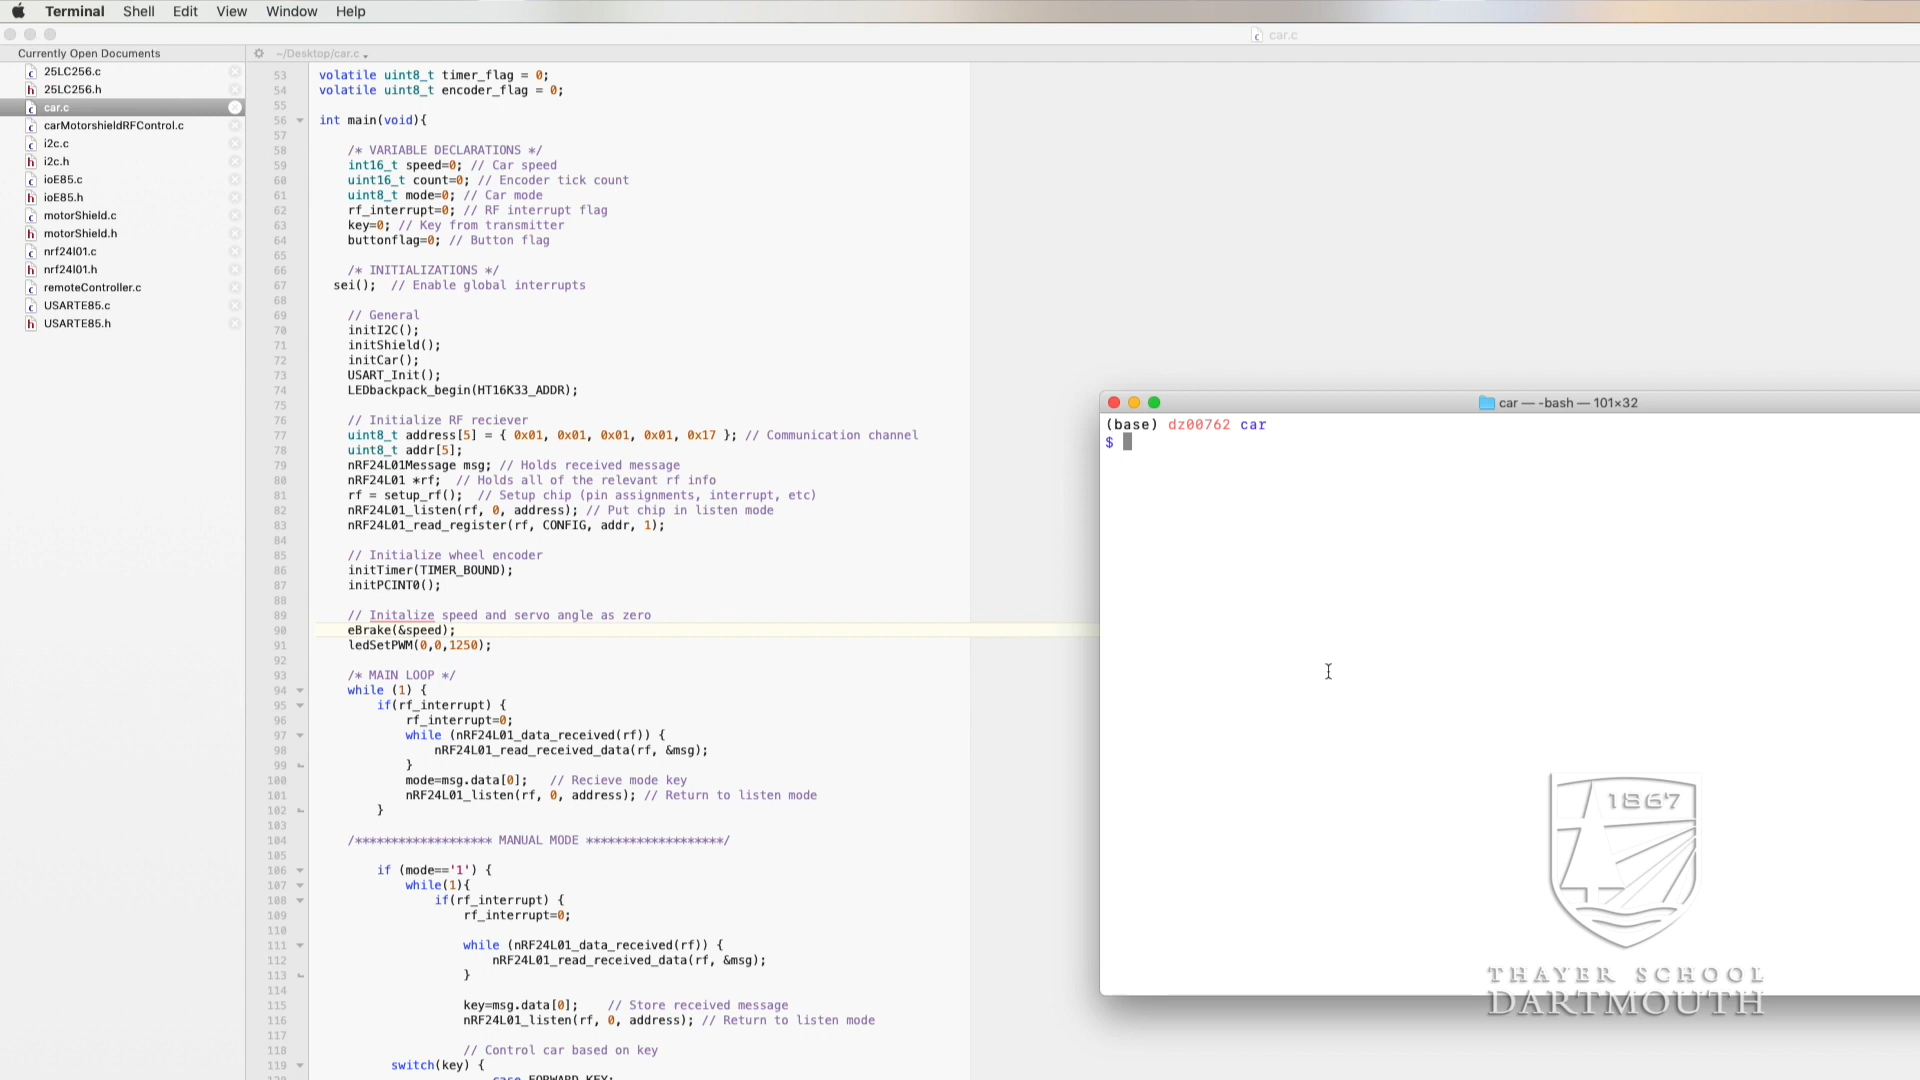 Terminal Shell Edit View Window Help
car.c
Currently Open Documents
~/Desktop/car.c
25LC256.c
25LC256.h
car.c
carMotorshieldRFControl.c
i2c.c
i2c.h
ioE85.c
ioE85.h
motorShield.c
motorShield.h
nrf24l01.c
nrf24l01.h
remoteController.c
USARTE85.c
USARTE85.h
53 volatile uint8_t timer_flag = 0;
54 volatile uint8_t encoder_flag = 0;
55
56 int main(void){
57
58 /* VARIABLE DECLARATIONS */
59 int16_t speed=0; // Car speed
60 uint16_t count=0; // Encoder tick count
61 uint8_t mode=0; // Car mode
62 rf_interrupt=0; // RF interrupt flag
63 key=0; // Key from transmitter
64 buttonflag=0; // Button flag
65
66 /* INITIALIZATIONS */
67 sei(); // Enable global interrupts
68
69 // General
70 initI2C();
71 initShield();
72 initCar();
73 USART_Init();
74 LEDbackpack_begin(HT16K33_ADDR);
75
76 // Initialize RF reciever
77 uint8_t address[5] = { 0x01, 0x01, 0x01, 0x01, 0x17 }; // Communication channel
78 uint8_t addr[5];
79 nRF24L01Message msg; // Holds received message
80 nRF24L01 *rf; // Holds all of the relevant rf info
81 rf = setup_rf(); // Setup chip (pin assignments, interrupt, etc)
82 nRF24L01_listen(rf, 0, address); // Put chip in listen mode
83 nRF24L01_read_register(rf, CONFIG, addr, 1);
84
85 // Initialize wheel encoder
86 initTimer(TIMER_BOUND);
87 initPCINT0();
88
89 // Initalize speed and servo angle as zero
90 eBrake(&speed);
91 ledSetPWM(0,0,1250);
92
93 /* MAIN LOOP */
94 while (1) {
95 if(rf_interrupt) {
96 rf_interrupt=0;
97 while (nRF24L01_data_received(rf)) {
98 nRF24L01_read_received_data(rf, &msg);
99 }
100 mode=msg.data[0]; // Recieve mode key
101 nRF24L01_listen(rf, 0, address); // Return to listen mode
102 }
103
104 /******************* MANUAL MODE *******************/
105
106 if (mode=='1') {
107 while(1){
108 if(rf_interrupt) {
109 rf_interrupt=0;
110
111 while (nRF24L01_data_received(rf)) {
112 nRF24L01_read_received_data(rf, &msg);
113 }
114
115 key=msg.data[0]; // Store received message
116 nRF24L01_listen(rf, 0, address); // Return to listen mode
117
118 // Control car based on key
119 switch(key) {
120 case FORWARD_KEY:
car — -bash — 101×32
(base) dz00762 car
$
1867
THAYER SCHOOL
DARTMOUTH